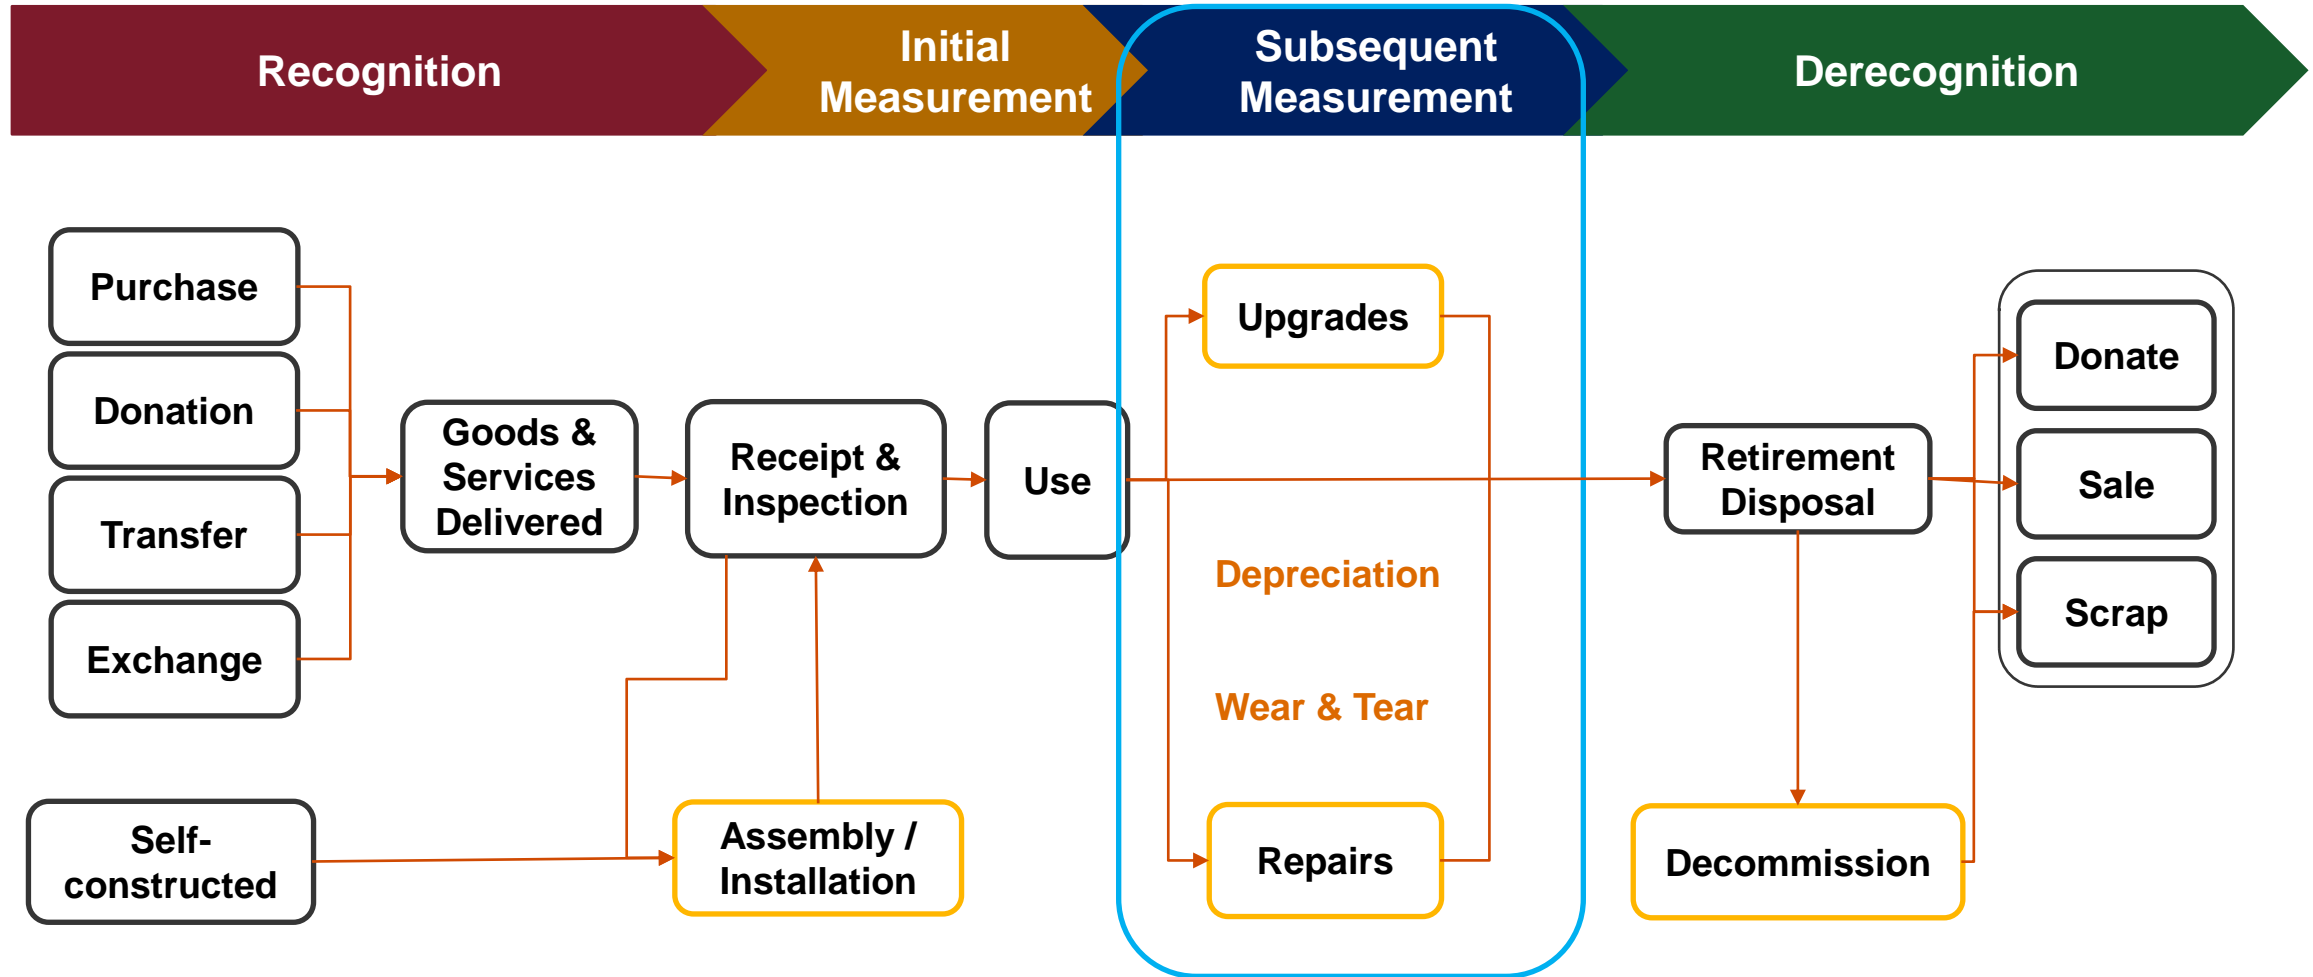 Recognition
Initial
Measurement
Subsequent
Measurement
Derecognition
Purchase
Donation
Transfer
Exchange
Self-
constructed
Goods &
Services
Delivered
Receipt &
Inspection
Assembly /
Installation
Use
Upgrades
Depreciation
Wear & Tear
Repairs
Retirement
Disposal
Decommission
Donate
Sale
Scrap